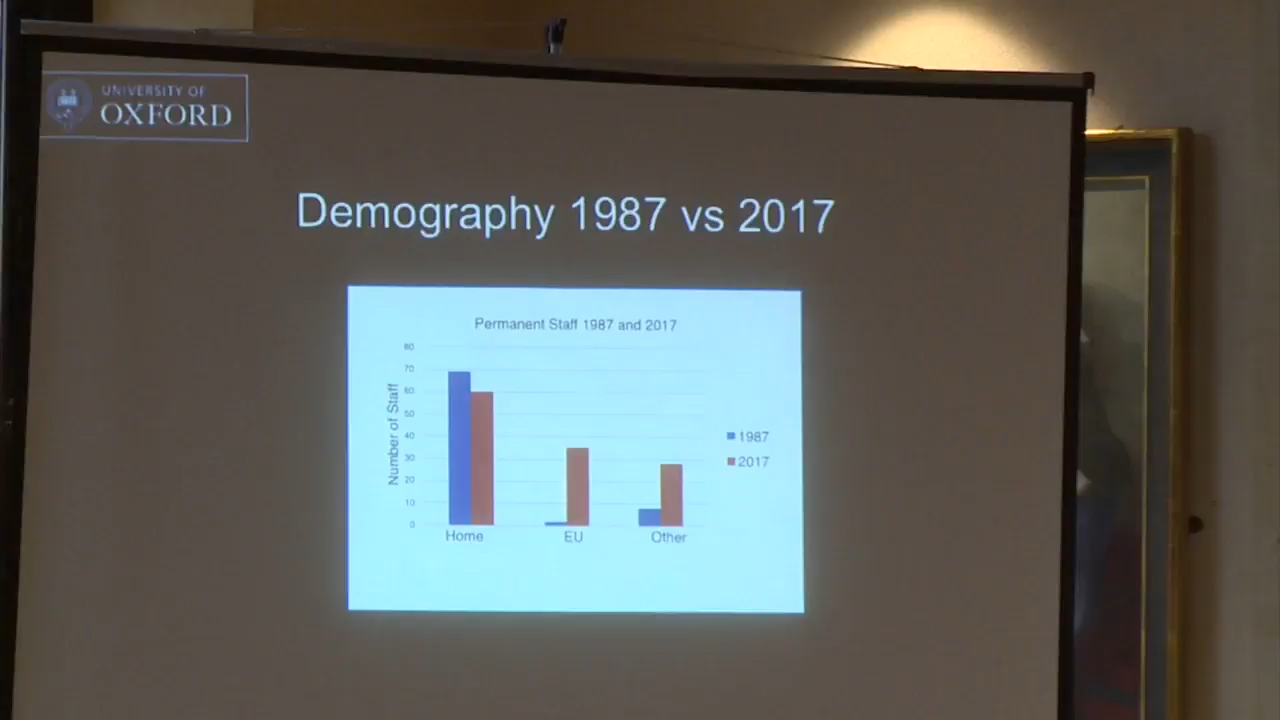 UNIVERSITY OF
OXFORD
Demography 1987 vs 2017
Permanent Staff 1987 and 2017
Number of Staff
80
70
60
50
40
30
20
10
0
Home
EU
Other
1987
2017